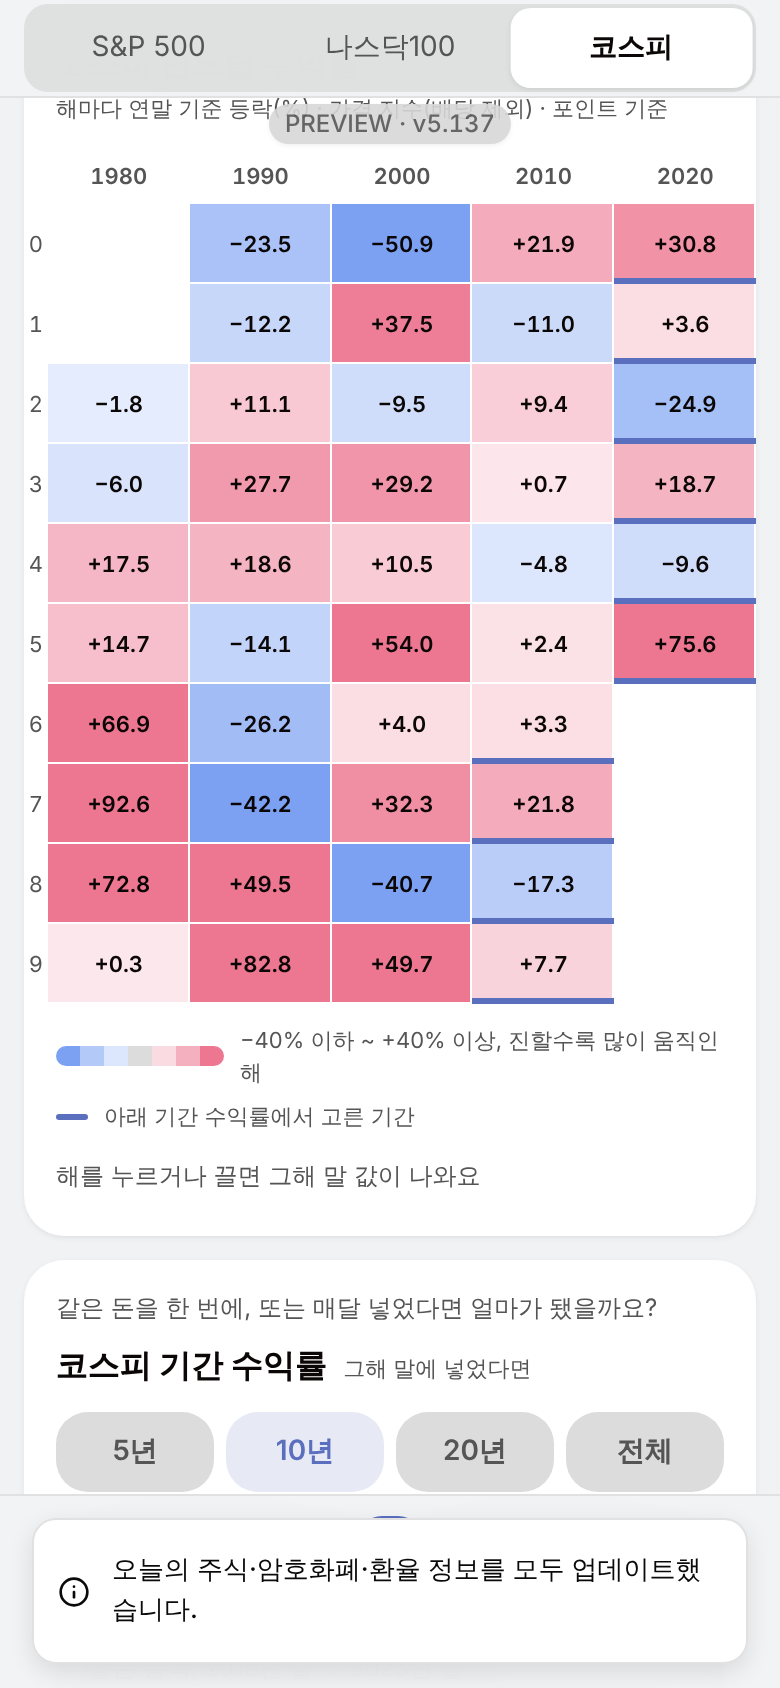 S&P 500 나스닥100 코스피
해마다 연말 기준 등락(%) · 가격 지수(배당 제외) · 포인트 기준
PREVIEW · v5.137
1980 1990 2000 2010 2020
0 −23.5 −50.9 +21.9 +30.8
1 −12.2 +37.5 −11.0 +3.6
2 −1.8 +11.1 −9.5 +9.4 −24.9
3 −6.0 +27.7 +29.2 +0.7 +18.7
4 +17.5 +18.6 +10.5 −4.8 −9.6
5 +14.7 −14.1 +54.0 +2.4 +75.6
6 +66.9 −26.2 +4.0 +3.3
7 +92.6 −42.2 +32.3 +21.8
8 +72.8 +49.5 −40.7 −17.3
9 +0.3 +82.8 +49.7 +7.7
−40% 이하 ~ +40% 이상, 진할수록 많이 움직인
해
아래 기간 수익률에서 고른 기간
해를 누르거나 끌면 그해 말 값이 나와요
같은 돈을 한 번에, 또는 매달 넣었다면 얼마가 됐을까요?
코스피 기간 수익률 그해 말에 넣었다면
5년 10년 20년 전체
오늘의 주식·암호화폐·환율 정보를 모두 업데이트했
습니다.